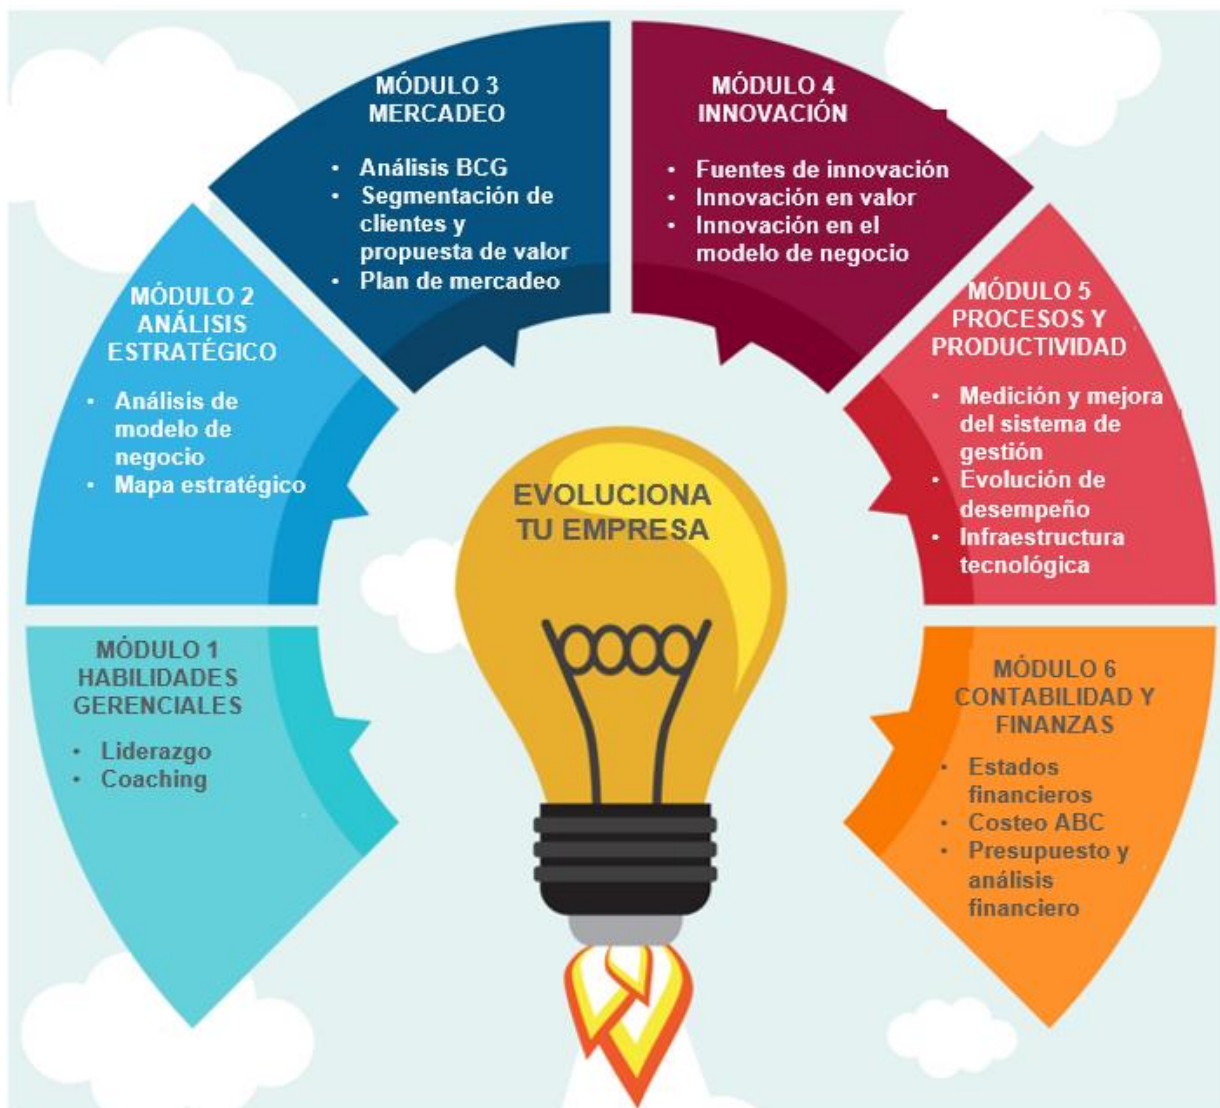 MÓDULO 3
MERCADEO
• Análisis BCG
• Segmentación de
clientes y
propuesta de valor
• Plan de mercadeo
MÓDULO 4
INNOVACIÓN
• Fuentes de innovación
• Innovación en valor
• Innovación en el
modelo de negocio
MÓDULO 2
ANÁLISIS
ESTRATÉGICO
• Análisis de
modelo de
negocio
• Mapa estratégico
MÓDULO 5
PROCESOS Y
PRODUCTIVIDAD
• Medición y mejora
del sistema de
gestión
• Evolución de
desempeño
• Infraestructura
tecnológica
EVOLUCIONA
TU EMPRESA
MÓDULO 1
HABILIDADES
GERENCIALES
• Liderazgo
• Coaching
MÓDULO 6
CONTABILIDAD Y
FINANZAS
• Estados
financieros
• Costeo ABC
• Presupuesto y
análisis
financiero